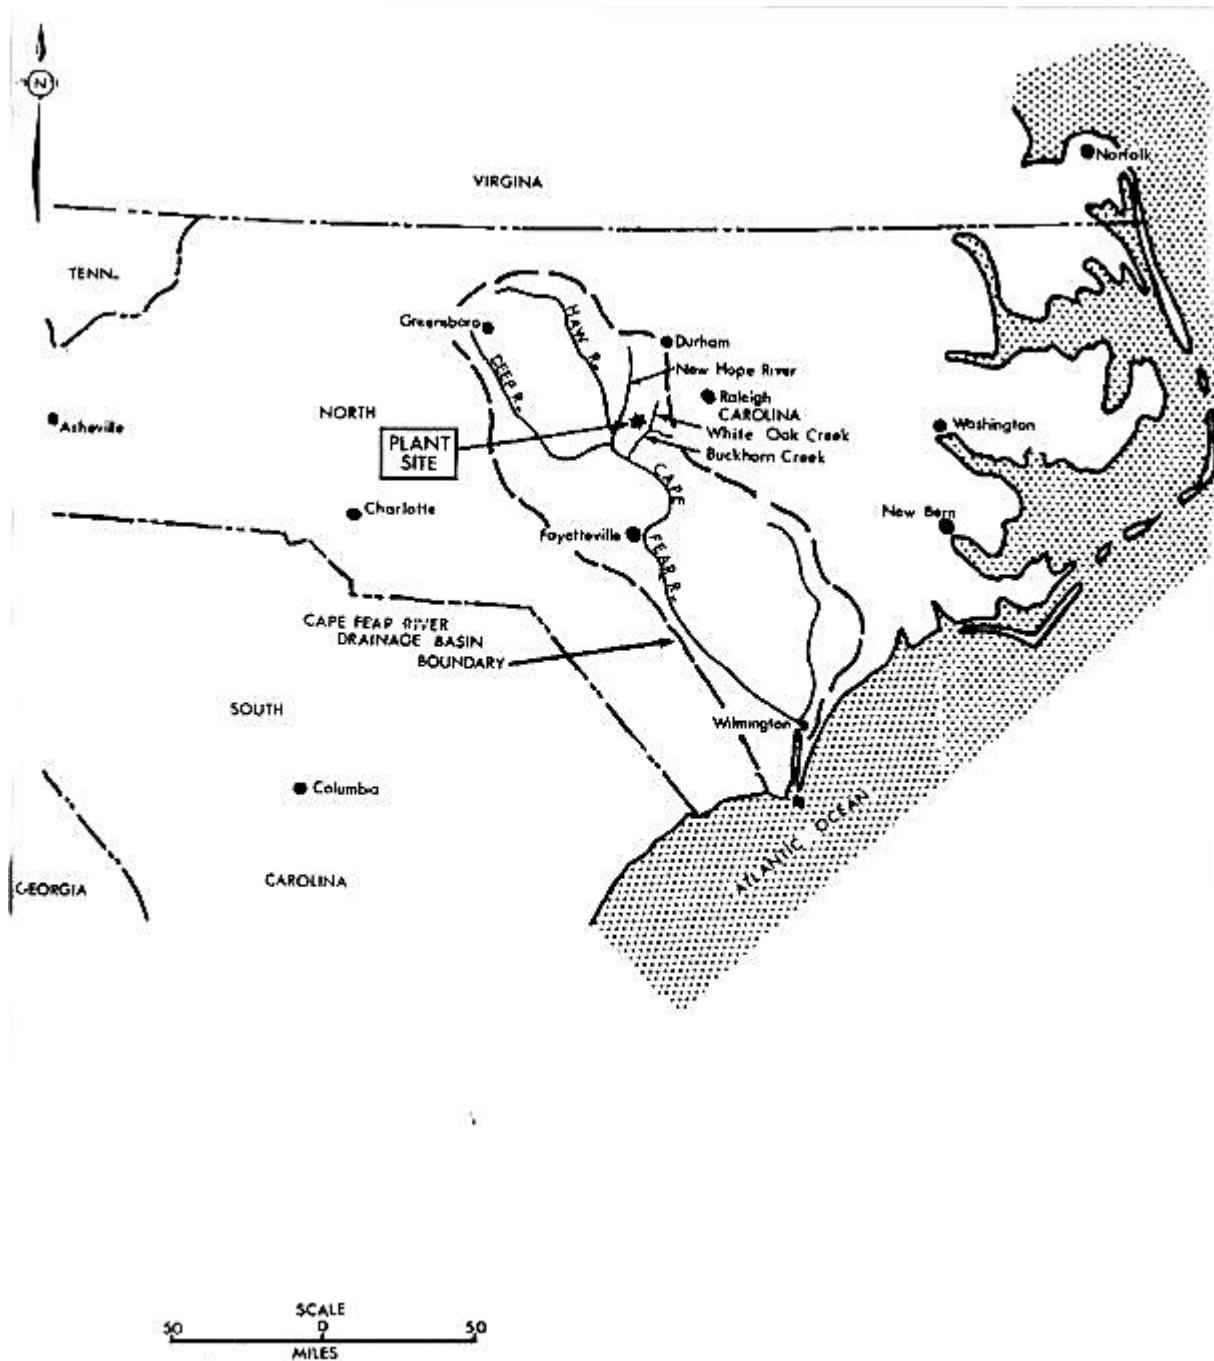 N
Norfolk
VIRGINA
TENN.
Greensboro
HAW R.
Durham
DEEP R.
New Hope River
Raleigh
NORTH
CAROLINA
Asheville
White Oak Creek
Washington
PLANT
SITE
Buckhorn Creek
CAPE
FEAR R.
Charlotte
New Bern
Fayetteville
CAPE FEAR RIVER
DRAINAGE BASIN
BOUNDARY
SOUTH
Wilmington
Columbia
ATLANTIC OCEAN
GEORGIA
CAROLINA
SCALE
50 0 50
MILES